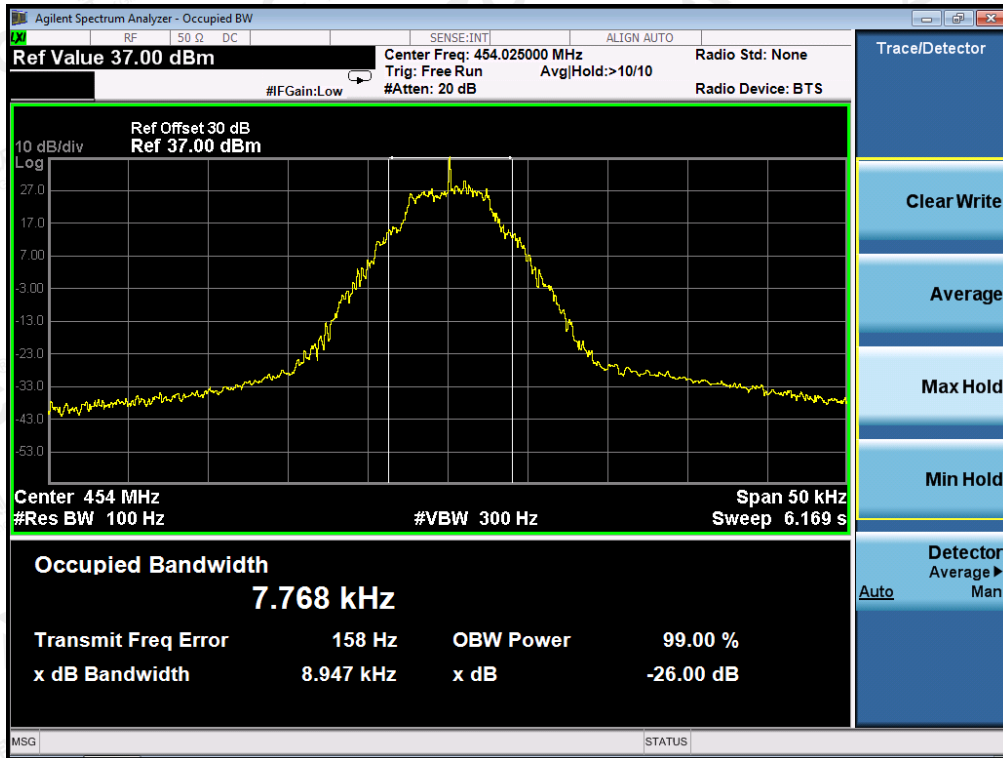 Agilent Spectrum Analyzer - Occupied BW
LXI RF 50 Ω DC SENSE:INT ALIGN AUTO
Ref Value 37.00 dBm
Center Freq: 454.025000 MHz
Radio Std: None
Trig: Free Run Avg|Hold:>10/10
#IFGain:Low #Atten: 20 dB
Radio Device: BTS
Ref Offset 30 dB
10 dB/div Ref 37.00 dBm
Log
27.0
17.0
7.00
-3.00
-13.0
-23.0
-33.0
-43.0
-53.0
Center 454 MHz Span 50 kHz
#Res BW 100 Hz #VBW 300 Hz Sweep 6.169 s
Occupied Bandwidth
7.768 kHz
Transmit Freq Error 158 Hz OBW Power 99.00 %
x dB Bandwidth 8.947 kHz x dB -26.00 dB
MSG STATUS
Trace/Detector
Clear Write
Average
Max Hold
Min Hold
Detector
Average
Auto Man